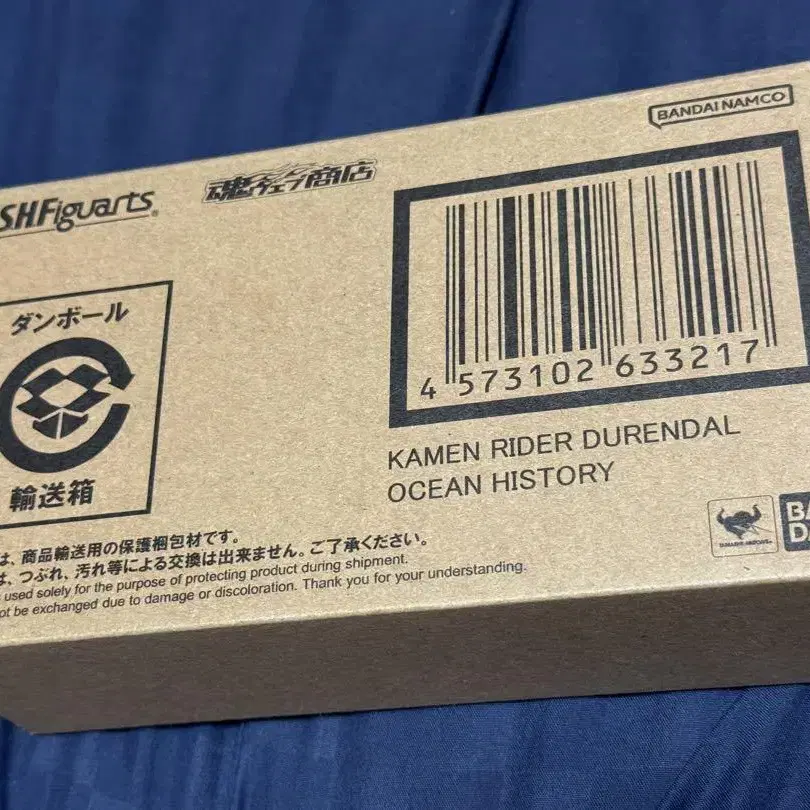 BANDAI NAMCO
S.H.Figuarts
魂ウェブ商店
ダンボール
輸送箱
4 573102 633217
KAMEN RIDER DURENDAL
OCEAN HISTORY
は、商品輸送用の保護梱包材です。
は、つぶれ、汚れ等による交換は出来ません。ご了承ください。
used solely for the purpose of protecting product during shipment.
be exchanged due to damage or discoloration. Thank you for your understanding.